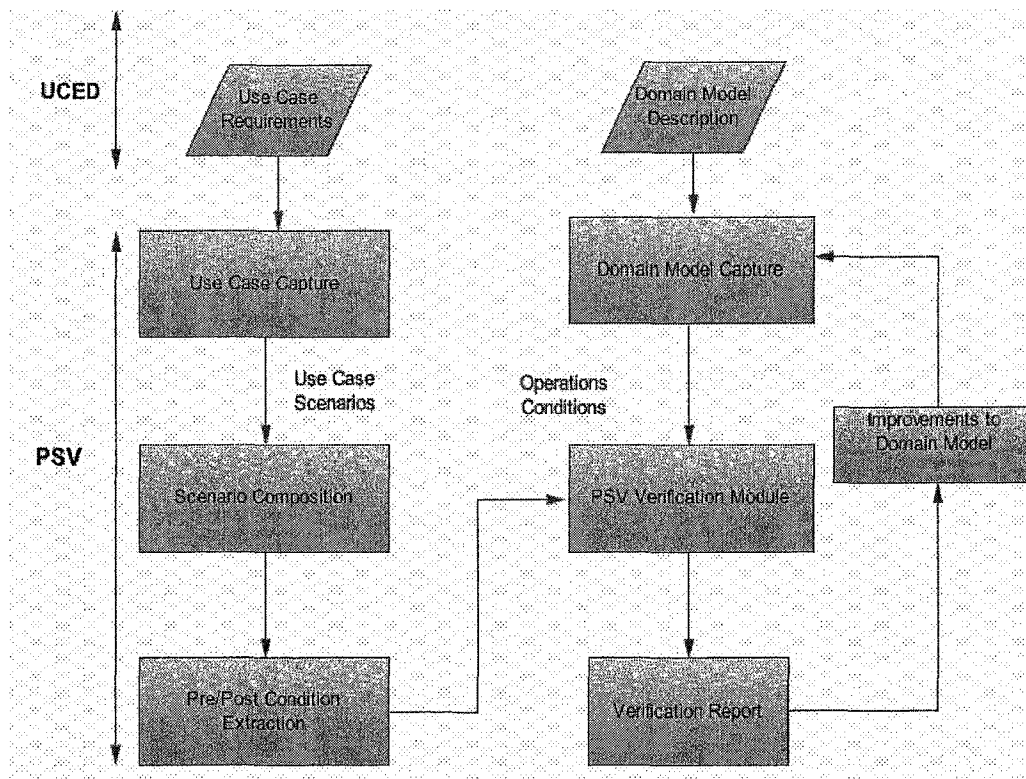 UCED
Use Case
Requirements
Domain Model
Description
Use Case Capture
Domain Model Capture
Use Case
Scenarios
Operations
Conditions
Improvements to
Domain Model
PSV
Scenario Composition
PSV Verification Module
Pre/Post Condition
Extraction
Verification Report